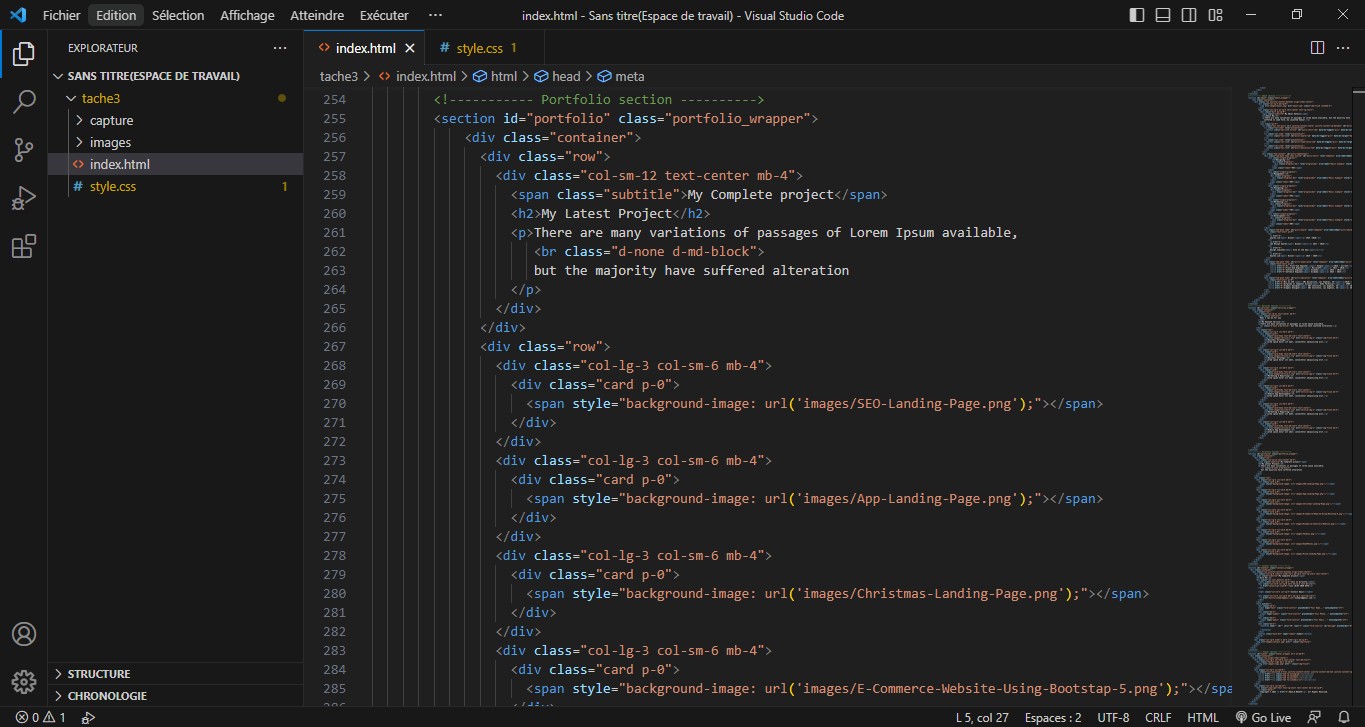 Fichier Edition Sélection Affichage Atteindre Exécuter ··· index.html - Sans titre(Espace de travail) - Visual Studio Code
EXPLORATEUR ···
SANS TITRE(ESPACE DE TRAVAIL)
tache3
capture
images
index.html
style.css 1
STRUCTURE
CHRONOLOGIE
index.html style.css 1
tache3 > index.html > html > head > meta
254 <!----------- Portfolio section ---------->
255 <section id="portfolio" class="portfolio_wrapper">
256 <div class="container">
257 <div class="row">
258 <div class="col-sm-12 text-center mb-4">
259 <span class="subtitle">My Complete project</span>
260 <h2>My Latest Project</h2>
261 <p>There are many variations of passages of Lorem Ipsum available,
262 <br class="d-none d-md-block">
263 but the majority have suffered alteration
264 </p>
265 </div>
266 </div>
267 <div class="row">
268 <div class="col-lg-3 col-sm-6 mb-4">
269 <div class="card p-0">
270 <span style="background-image: url('images/SEO-Landing-Page.png');"></span>
271 </div>
272 </div>
273 <div class="col-lg-3 col-sm-6 mb-4">
274 <div class="card p-0">
275 <span style="background-image: url('images/App-Landing-Page.png');"></span>
276 </div>
277 </div>
278 <div class="col-lg-3 col-sm-6 mb-4">
279 <div class="card p-0">
280 <span style="background-image: url('images/Christmas-Landing-Page.png');"></span>
281 </div>
282 </div>
283 <div class="col-lg-3 col-sm-6 mb-4">
284 <div class="card p-0">
285 <span style="background-image: url('images/E-Commerce-Website-Using-Bootstap-5.png');"></spa
286 </div>
0 1 L 5, col 27 Espaces : 2 UTF-8 CRLF HTML Go Live